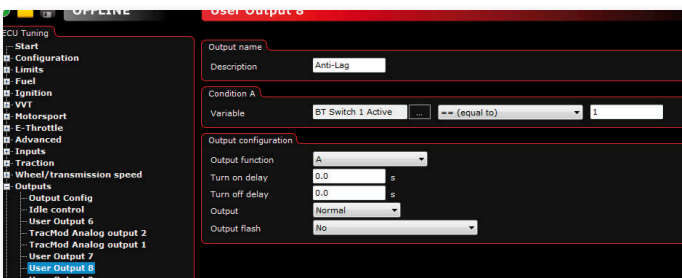 OFFLINE
User Output 8
ECU Tuning
Start
Configuration
Limits
Fuel
Ignition
VVT
Motorsport
E-Throttle
Advanced
Inputs
Traction
Wheel/transmission speed
Outputs
Output Config
Idle control
User Output 6
TracMod Analog output 2
TracMod Analog output 1
User Output 7
User Output 8
Output name
Description Anti-Lag
Condition A
Variable BT Switch 1 Active ... == (equal to) 1
Output configuration
Output function A
Turn on delay 0.0 s
Turn off delay 0.0 s
Output Normal
Output flash No